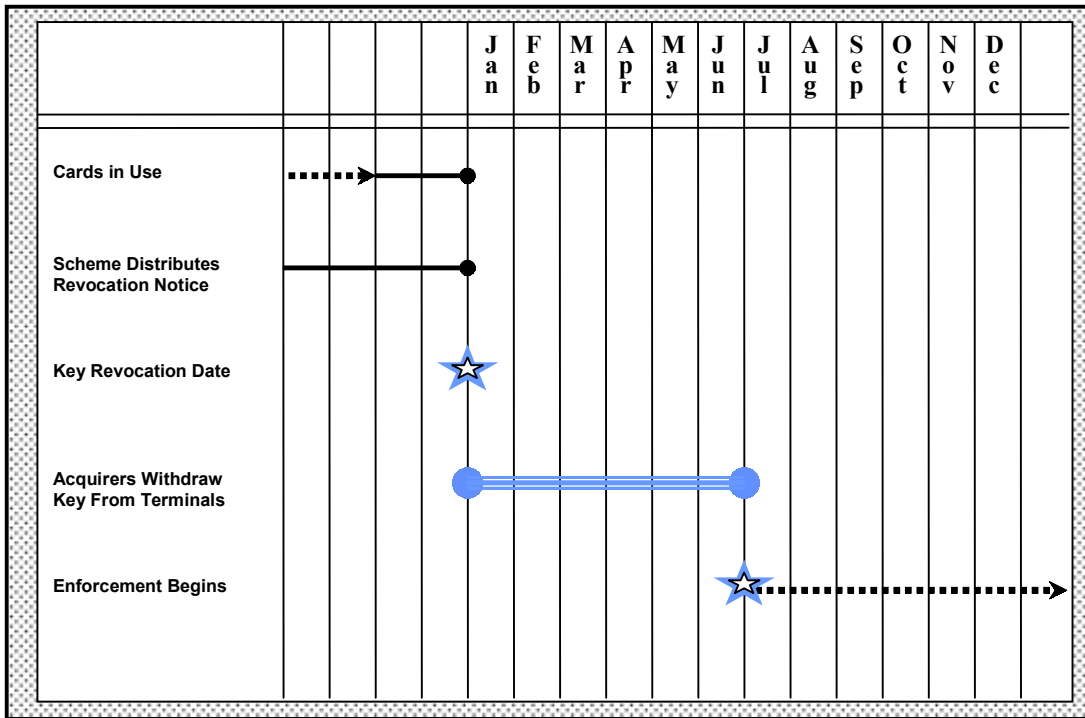 Jan Feb Mar Apr May Jun Jul Aug Sep Oct Nov Dec
Cards in Use
Scheme Distributes
Revocation Notice
Key Revocation Date
Acquirers Withdraw
Key From Terminals
Enforcement Begins